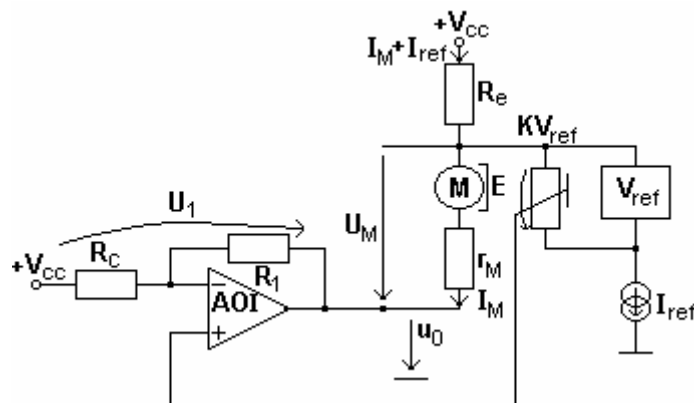 +Vcc
IM+Iref
Re
KVref
M
E
Vref
U1
UM
+Vcc
RC
R1
rM
−
AOI
+
IM
u0
Iref